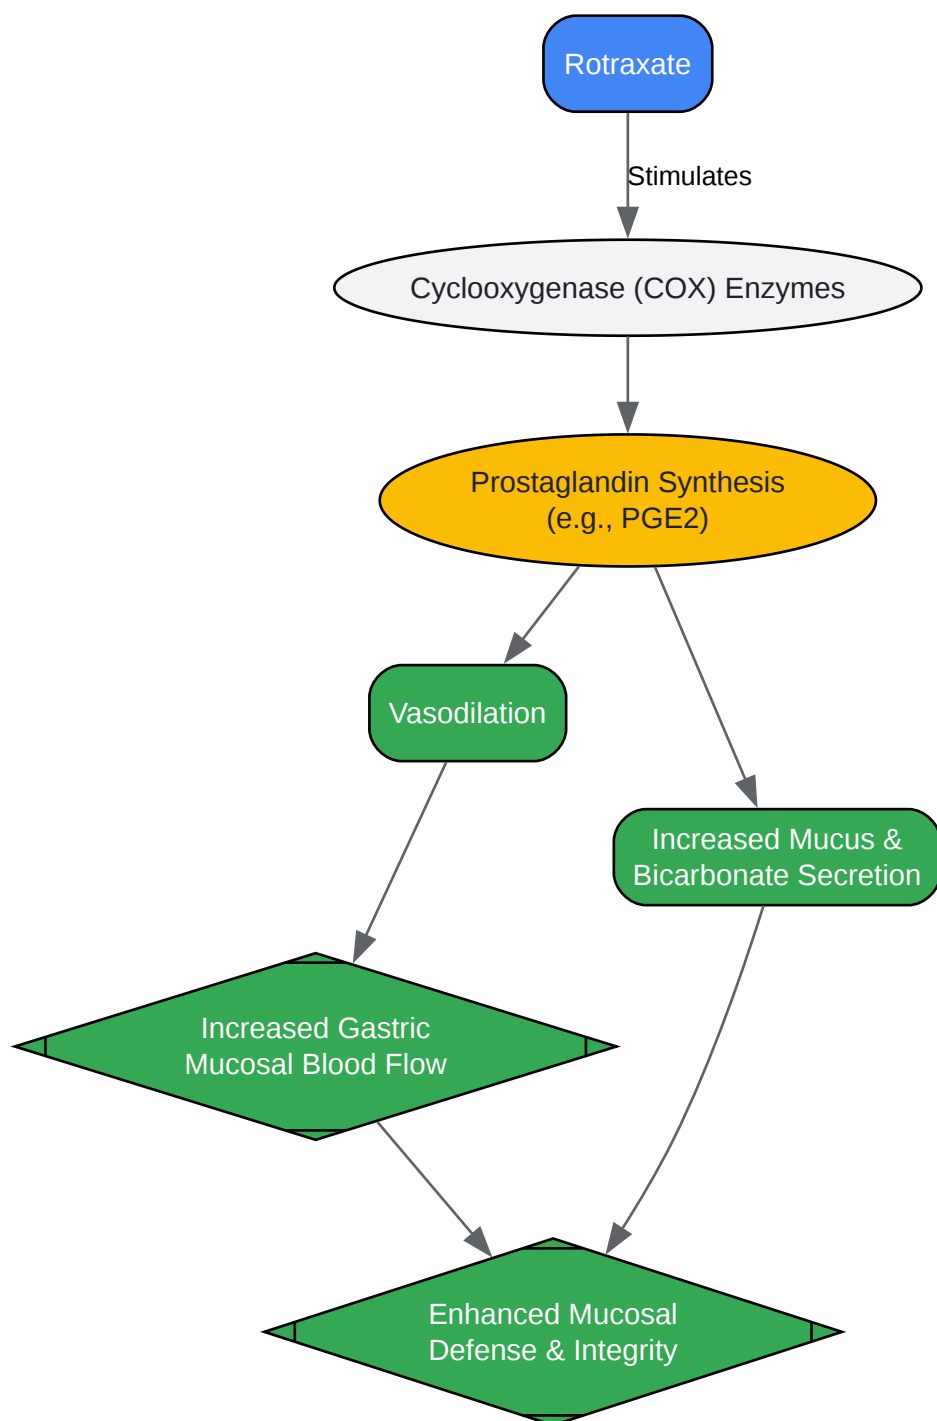 Rotraxate
Stimulates
Cyclooxygenase (COX) Enzymes
Prostaglandin Synthesis
(e.g., PGE2)
Vasodilation
Increased Mucus &
Bicarbonate Secretion
Increased Gastric
Mucosal Blood Flow
Enhanced Mucosal
Defense & Integrity